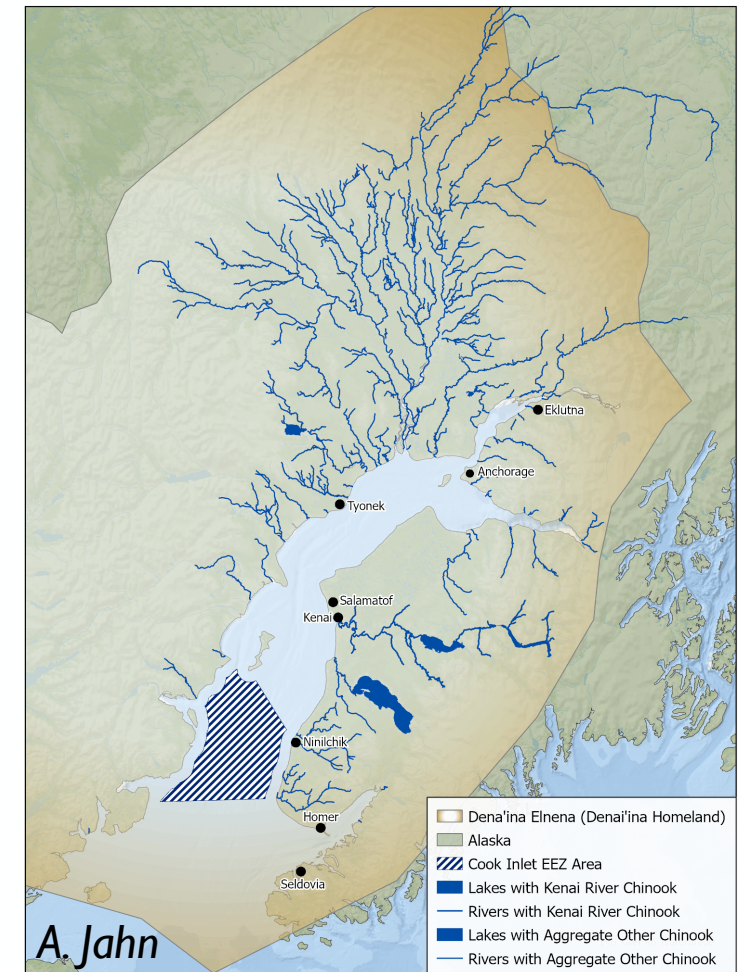 Eklutna
Anchorage
Tyonek
Salamatof
Kenai
Ninilchik
Homer
Seldovia
Dena'ina Elnena (Denai'ina Homeland)
Alaska
Cook Inlet EEZ Area
Lakes with Kenai River Chinook
Rivers with Kenai River Chinook
Lakes with Aggregate Other Chinook
Rivers with Aggregate Other Chinook
A. Jahn